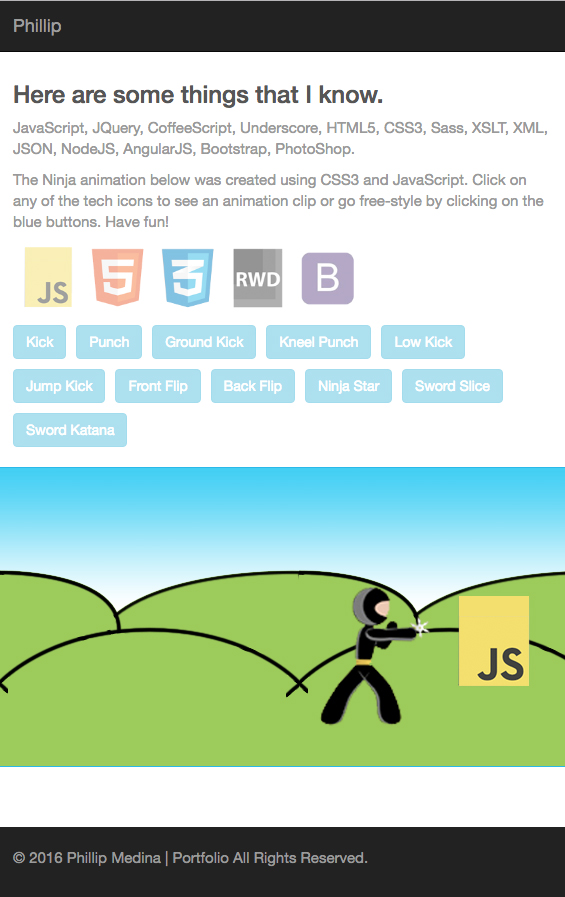 Phillip
Here are some things that I know.
JavaScript, JQuery, CoffeeScript, Underscore, HTML5, CSS3, Sass, XSLT, XML,
JSON, NodeJS, AngularJS, Bootstrap, PhotoShop.
The Ninja animation below was created using CSS3 and JavaScript. Click on
any of the tech icons to see an animation clip or go free-style by clicking on the
blue buttons. Have fun!
JS 5 3 RWD B
Kick Punch Ground Kick Kneel Punch Low Kick
Jump Kick Front Flip Back Flip Ninja Star Sword Slice
Sword Katana
JS
© 2016 Phillip Medina | Portfolio All Rights Reserved.